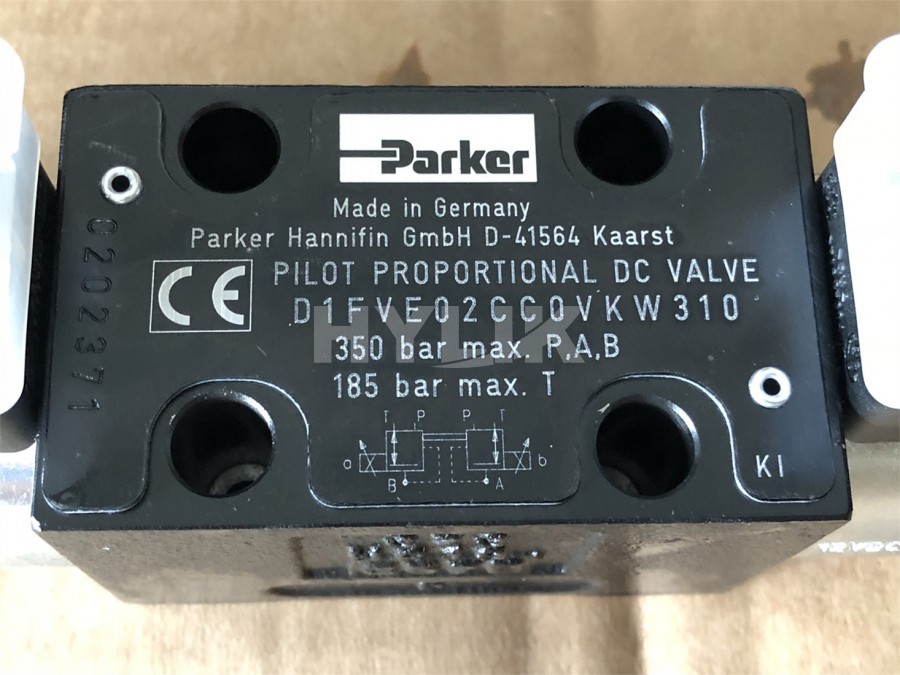 Parker
Made in Germany
Parker Hannifin GmbH D-41564 Kaarst
CE
PILOT PROPORTIONAL DC VALVE
D1FVE02CC0VKW310
350 bar max. P,A,B
185 bar max. T
T P P T
a b
B A
KI
0202371
HYLIK
12VDC